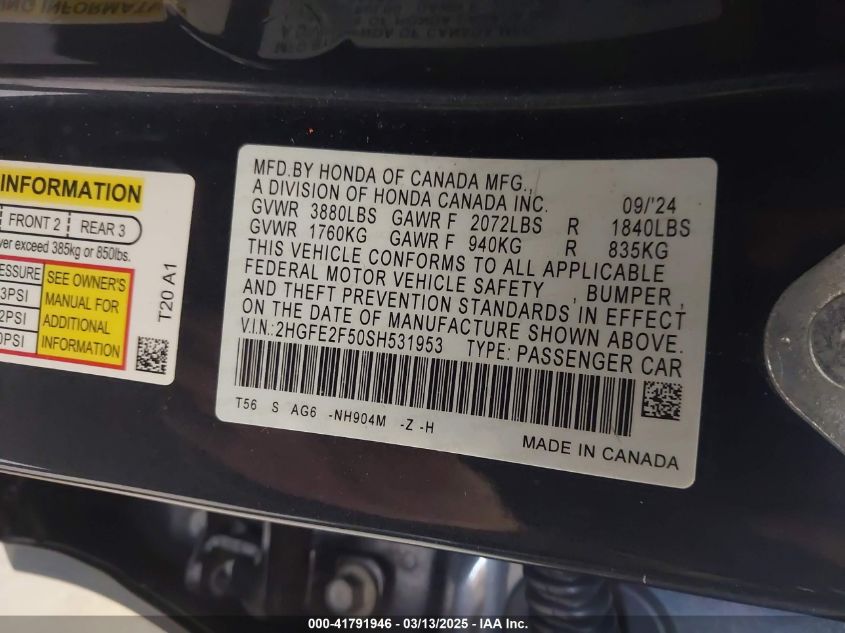 INFORMATION
FRONT 2 | REAR 3
ver exceed 385kg or 850lbs.
ESSURE
3PSI
2PSI
0PSI
SEE OWNER'S
MANUAL FOR
ADDITIONAL
INFORMATION
T20 A1
MFD.BY HONDA OF CANADA MFG.,
A DIVISION OF HONDA CANADA INC. 09/'24
GVWR 3880LBS GAWR F 2072LBS R 1840LBS
GVWR 1760KG GAWR F 940KG R 835KG
THIS VEHICLE CONFORMS TO ALL APPLICABLE
FEDERAL MOTOR VEHICLE SAFETY , BUMPER ,
AND THEFT PREVENTION STANDARDS IN EFFECT
ON THE DATE OF MANUFACTURE SHOWN ABOVE.
V.I.N.:2HGFE2F50SH531953 TYPE: PASSENGER CAR
T56 S AG6 -NH904M -Z -H
MADE IN CANADA
000-41791946 — 03/13/2025 — IAA Inc.